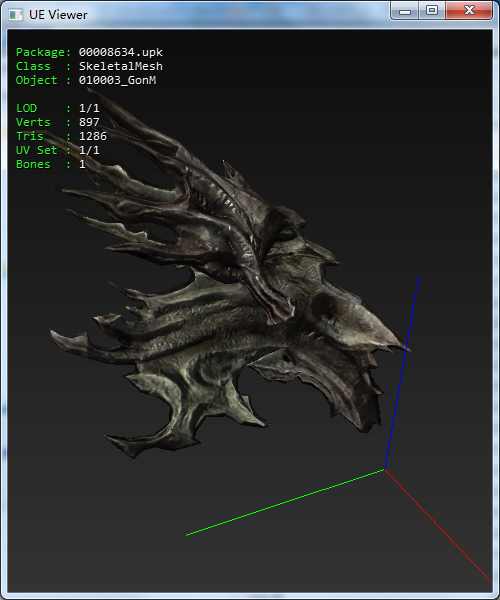 UE Viewer
Package: 00008634.upk
Class  : SkeletalMesh
Object : 010003_GonM
LOD    : 1/1
Verts  : 897
Tris   : 1286
UV Set : 1/1
Bones  : 1